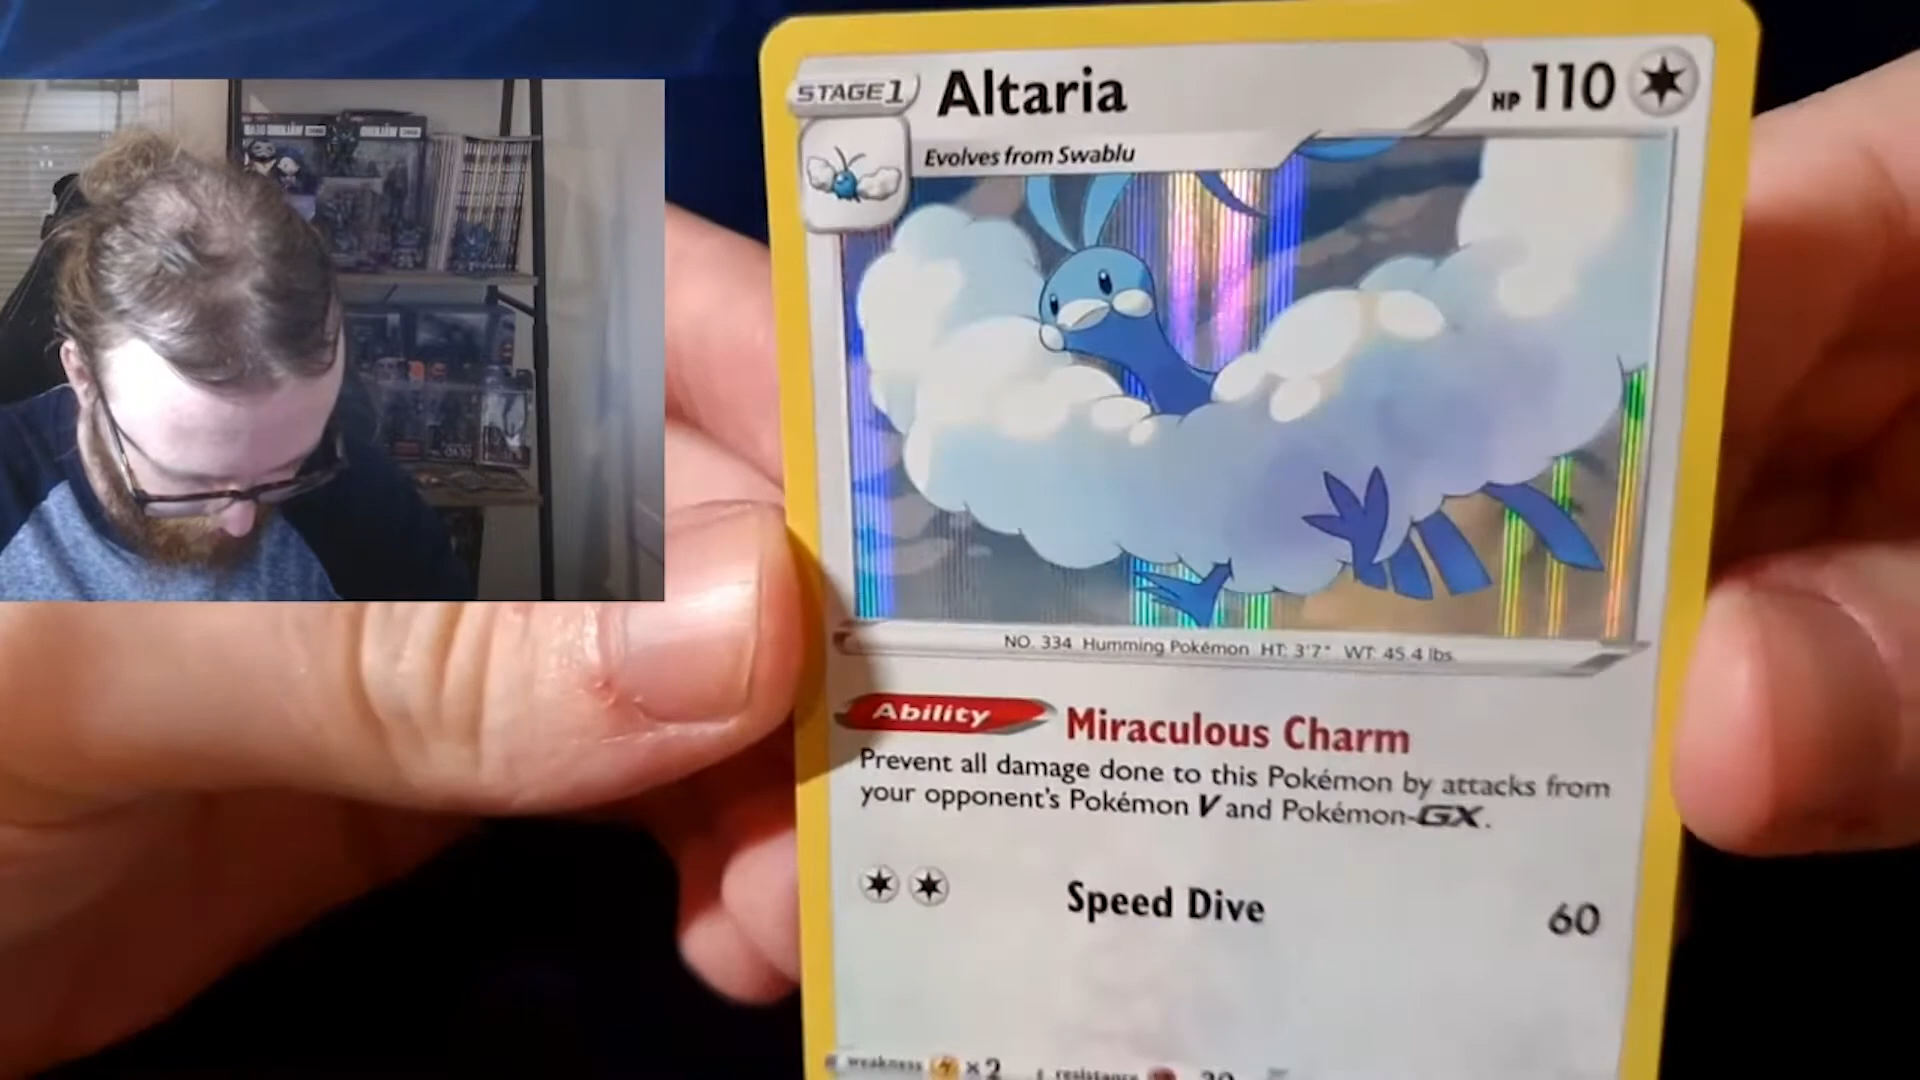 STAGE1
Altaria
HP 110
Evolves from Swablu
NO. 334 Humming Pokémon HT: 3'7" WT: 45.4 lbs
Ability
Miraculous Charm
Prevent all damage done to this Pokémon by attacks from
your opponent's Pokémon V and Pokémon-GX.
Speed Dive
60
weakness ×2 resistance